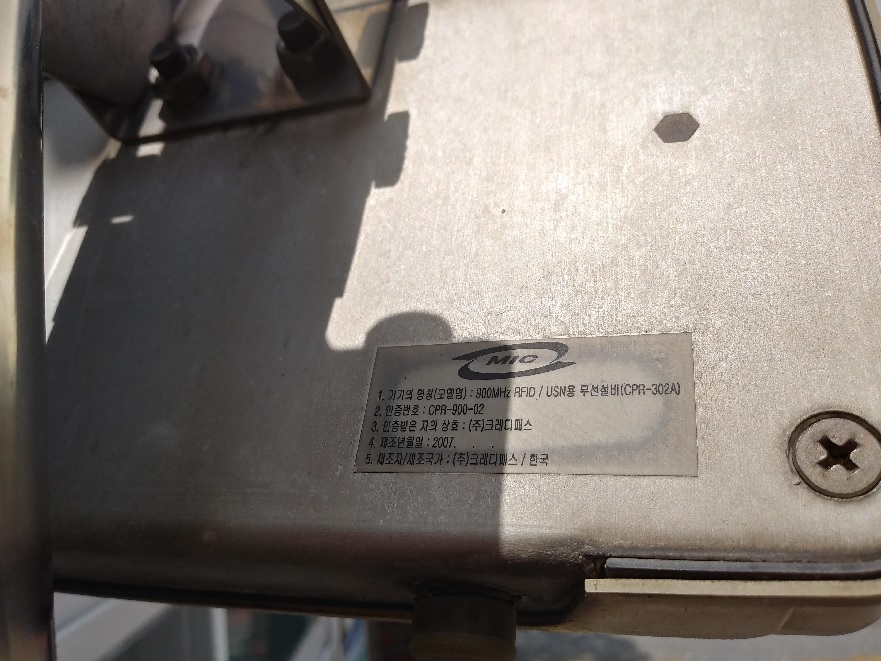 MIC
1. 기기의 명칭(모델명) : 900MHz RFID / USN용 무선설비(CPR-302A)
2. 인증번호 : CPR-900-02
3. 인증받은 자의 상호 : (주)크레디패스
4. 제조년월일 : 2007.
5. 제조자/제조국가 : (주)크레디패스 / 한국